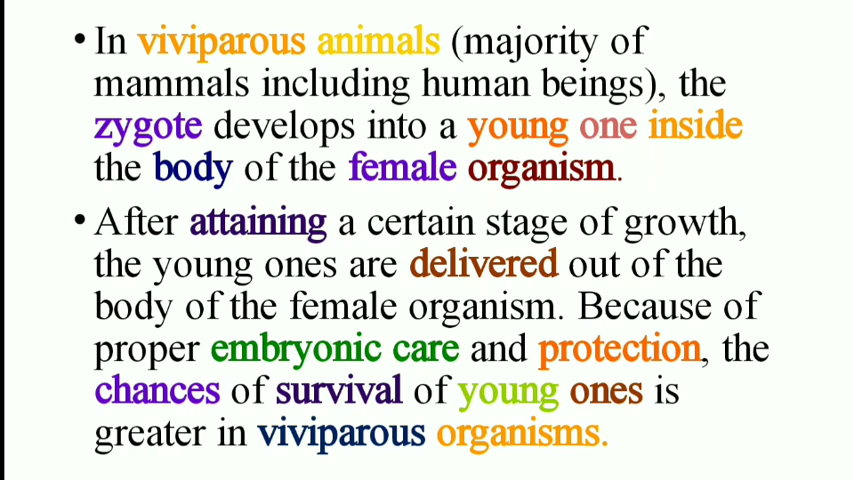 • In viviparous animals (majority of
mammals including human beings), the
zygote develops into a young one inside
the body of the female organism.
• After attaining a certain stage of growth,
the young ones are delivered out of the
body of the female organism. Because of
proper embryonic care and protection, the
chances of survival of young ones is
greater in viviparous organisms.